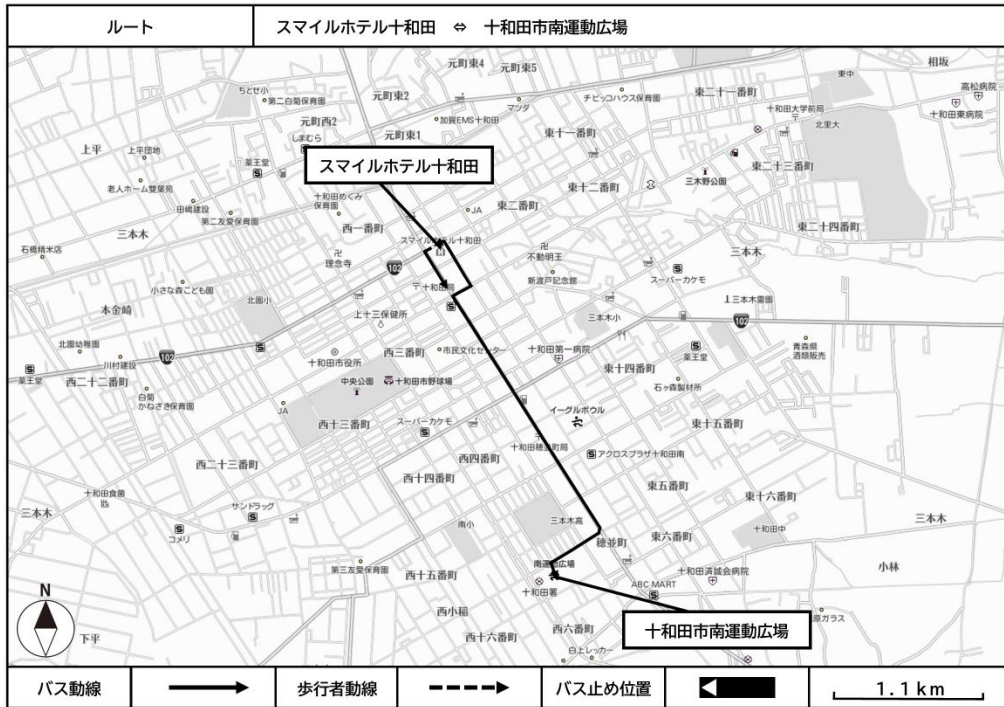 ルート
スマイルホテル十和田 ⇔ 十和田市南運動広場
元町東4
元町東5
東二十一番町
東中
相坂
高松病院
ちとせ小
第二白菊保育園
元町東2
マツダ
チビッコハウス保育園
十和田大学前局
十和田東病院
元町西2
加賀EMS十和田
北里大
しまむら
元町東1
東十一番町
上平
上平団地
薬王堂
スマイルホテル十和田
東二十三番町
老人ホーム雙葉苑
十和田めぐみ
保育園
東十二番町
三木野公園
田嶋建設
第二友愛保育園
JA
東二番町
三本木
西一番町
東二十四番町
石橋精米店
スマイルホテル十和田
不動明王
三本木
理念寺
102
新渡戸記念館
スーパーカケモ
小さな森こども園
十和田局
本金崎
北園小
上十三保健所
三本木小
三本木霊園
102
北園幼稚園
102
川村建設
十和田市役所
西三番町
市民文化センター
十和田第一病院
薬王堂
青森県
酒類販売
薬王堂
西二十二番町
東十四番町
中央公園
十和田市野球場
石ヶ森製材所
白菊
かねざき保育園
JA
西十三番町
スーパーカケモ
イーグルボウル
東十五番町
十和田穂並町局
西二十三番町
西四番町
アクロスプラザ十和田南
西十四番町
東五番町
十和田食菌
東十六番町
三本木
サンドラッグ
コメリ
南小
三本木高
十和田中
三本木
穂並町
東六番町
第三友愛保育園
西十五番町
南運動広場
十和田済誠会病院
小林
十和田署
ABC MART
N
西小稲
下平
西十六番町
西六番町
十和田市南運動広場
原ガラス
白上レッカー
バス動線
歩行者動線
バス止め位置
1.1km